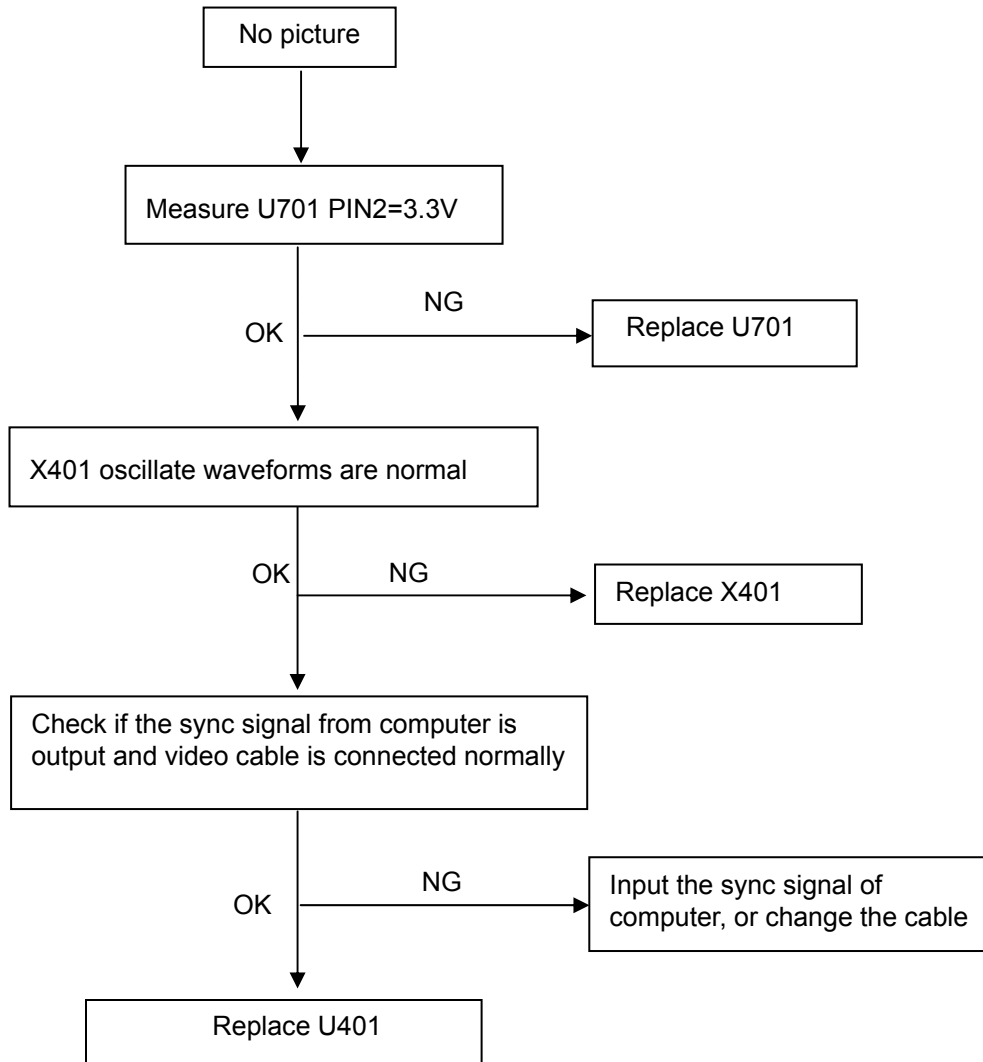 No picture
Measure U701 PIN2=3.3V
NG
OK
Replace U701
X401 oscillate waveforms are normal
OK
NG
Replace X401
Check if the sync signal from computer is
output and video cable is connected normally
NG
OK
Input the sync signal of
computer, or change the cable
Replace U401